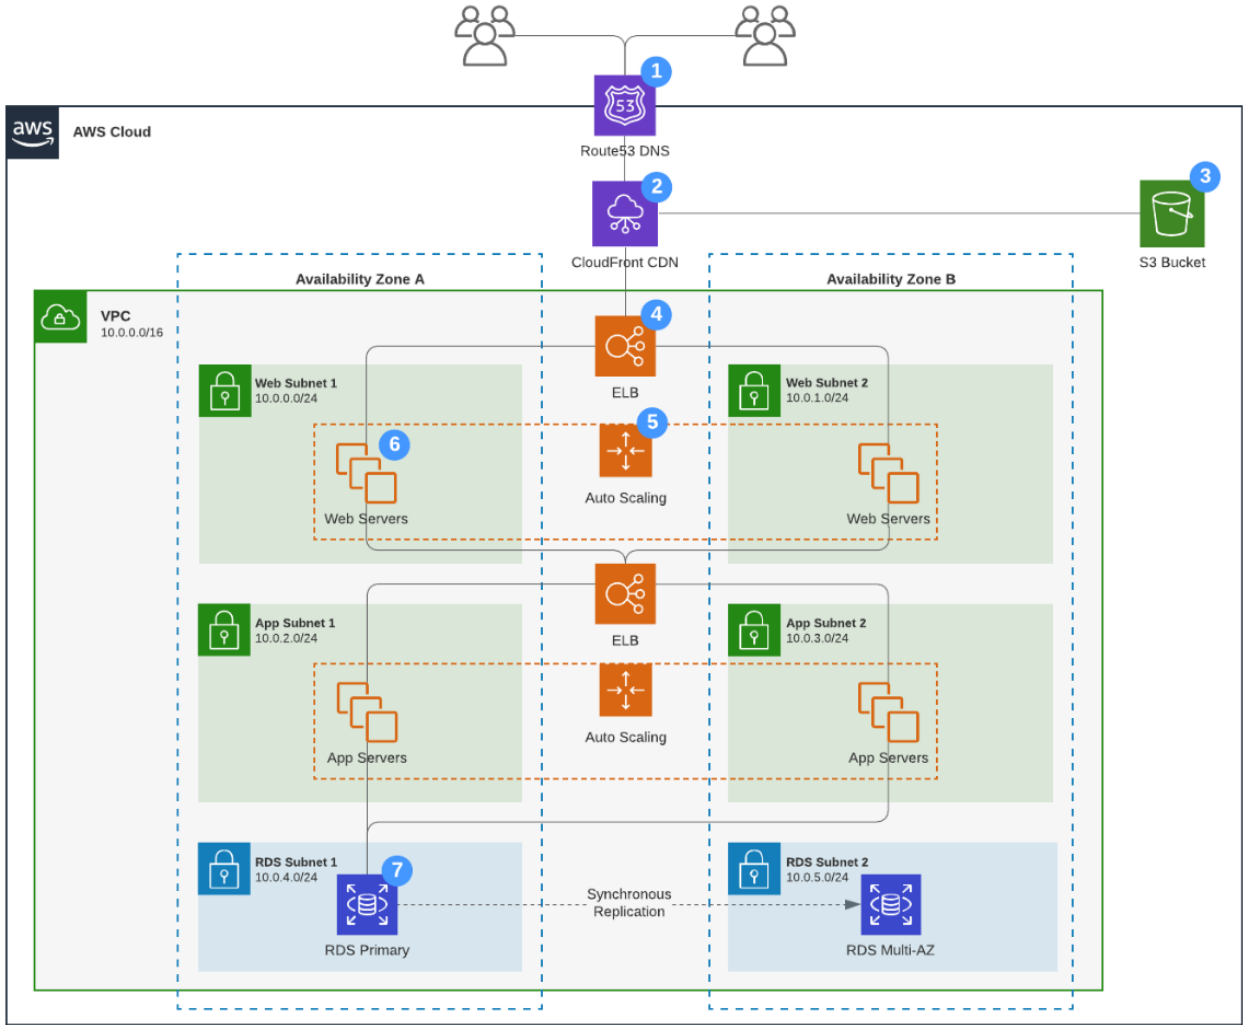 1
53
Route53 DNS
aws
AWS Cloud
2
CloudFront CDN
3
S3 Bucket
Availability Zone A
Availability Zone B
VPC
10.0.0.0/16
4
ELB
Web Subnet 1
10.0.0.0/24
Web Subnet 2
10.0.1.0/24
5
Auto Scaling
6
Web Servers
Web Servers
ELB
App Subnet 1
10.0.2.0/24
App Subnet 2
10.0.3.0/24
Auto Scaling
App Servers
App Servers
RDS Subnet 1
10.0.4.0/24
RDS Subnet 2
10.0.5.0/24
7
RDS Primary
Synchronous
Replication
RDS Multi-AZ